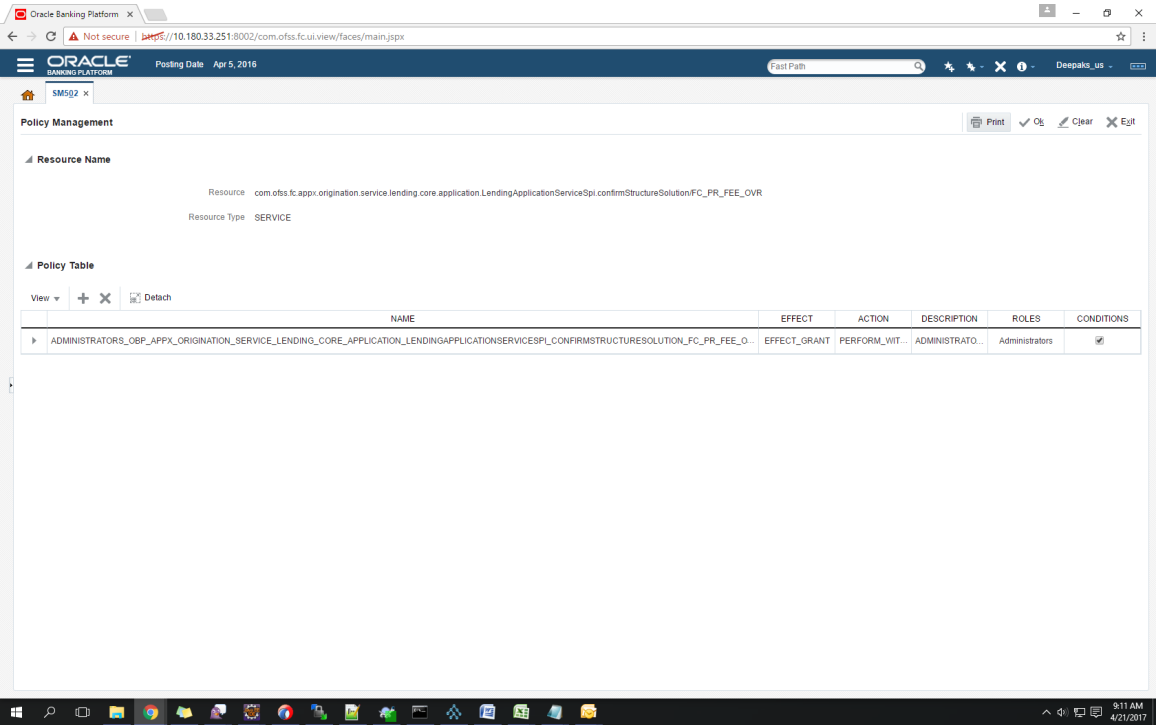 Oracle Banking Platform
Not secure | https://10.180.33.251:8002/com.ofss.fc.ui.view/faces/main.jspx
ORACLE
BANKING PLATFORM
Posting Date Apr 5, 2016
Fast Path
Deepaks_us
SM502
Policy Management
Print Ok Clear Exit
Resource Name
Resource com.ofss.fc.appx.origination.service.lending.core.application.LendingApplicationServiceSpi.confirmStructureSolution/FC_PR_FEE_OVR
Resource Type SERVICE
Policy Table
View Detach
NAME EFFECT ACTION DESCRIPTION ROLES CONDITIONS
ADMINISTRATORS_OBP_APPX_ORIGINATION_SERVICE_LENDING_CORE_APPLICATION_LENDINGAPPLICATIONSERVICESPI_CONFIRMSTRUCTURESOLUTION_FC_PR_FEE_O... EFFECT_GRANT PERFORM_WIT... ADMINISTRATO... Administrators
9:11 AM
4/21/2017